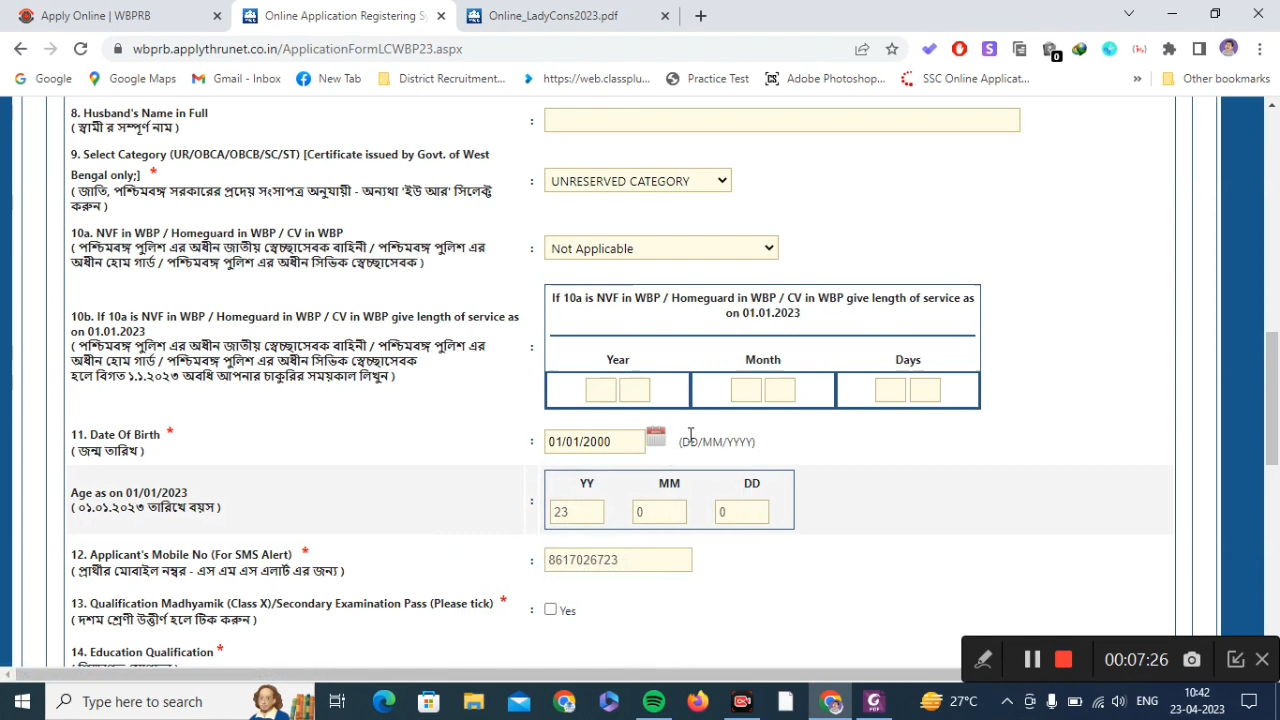 Apply Online | WBPRB
Online Application Registering Sy
Online_LadyCons2023.pdf
wbprb.applythrunet.co.in/ApplicationFormLCWBP23.aspx
Google
Google Maps
Gmail - Inbox
New Tab
District Recruitment...
https://web.classplu...
Practice Test
Adobe Photoshop...
SSC Online Applicat...
»
Other bookmarks
8. Husband's Name in Full
( স্বামী র সম্পূর্ণ নাম )
:
9. Select Category (UR/OBCA/OBCB/SC/ST) [Certificate issued by Govt. of West
Bengal only;] *
( জাতি, পশ্চিমবঙ্গ সরকারের প্রদেয় সংসাপত্র অনুযায়ী - অন্যথা 'ইউ আর' সিলেক্ট
করুন )
: UNRESERVED CATEGORY
10a. NVF in WBP / Homeguard in WBP / CV in WBP
( পশ্চিমবঙ্গ পুলিশ এর অধীন জাতীয় স্বেচ্ছাসেবক বাহিনী / পশ্চিমবঙ্গ পুলিশ এর
অধীন হোম গার্ড / পশ্চিমবঙ্গ পুলিশ এর অধীন সিভিক স্বেচ্ছাসেবক )
: Not Applicable
10b. If 10a is NVF in WBP / Homeguard in WBP / CV in WBP give length of service as
on 01.01.2023
( পশ্চিমবঙ্গ পুলিশ এর অধীন জাতীয় স্বেচ্ছাসেবক বাহিনী / পশ্চিমবঙ্গ পুলিশ এর
অধীন হোম গার্ড / পশ্চিমবঙ্গ পুলিশ এর অধীন সিভিক স্বেচ্ছাসেবক
হলে বিগত ১.১.২০২৩ অবধি আপনার চাকুরির সময়কাল লিখুন )
:
If 10a is NVF in WBP / Homeguard in WBP / CV in WBP give length of service as
on 01.01.2023
Year Month Days
11. Date Of Birth *
( জন্ম তারিখ )
: 01/01/2000 (DD/MM/YYYY)
Age as on 01/01/2023
( ০১.০১.২০২৩ তারিখে বয়স )
:
YY MM DD
23 0 0
12. Applicant's Mobile No (For SMS Alert) *
( প্রার্থীর মোবাইল নম্বর - এস এম এস এলার্ট এর জন্য )
: 8617026723
13. Qualification Madhyamik (Class X)/Secondary Examination Pass (Please tick) *
( দশম শ্রেণী উত্তীর্ণ হলে টিক করুন )
: Yes
14. Education Qualification *
00:07:26
Type here to search
27°C
ENG
10:42
23-04-2023